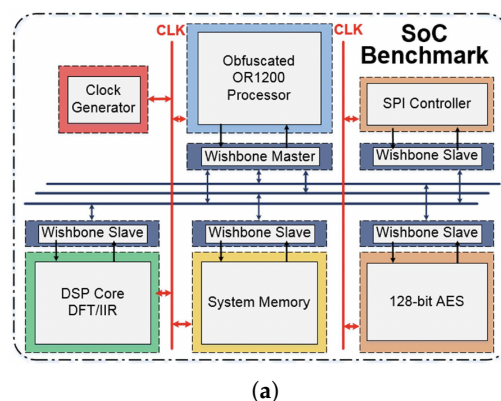 CLK
CLK
SoC
Benchmark
Clock
Generator
Obfuscated
OR1200
Processor
SPI Controller
Wishbone Master
Wishbone Slave
Wishbone Slave
Wishbone Slave
Wishbone Slave
DSP Core
DFT/IIR
System Memory
128-bit AES
(a)